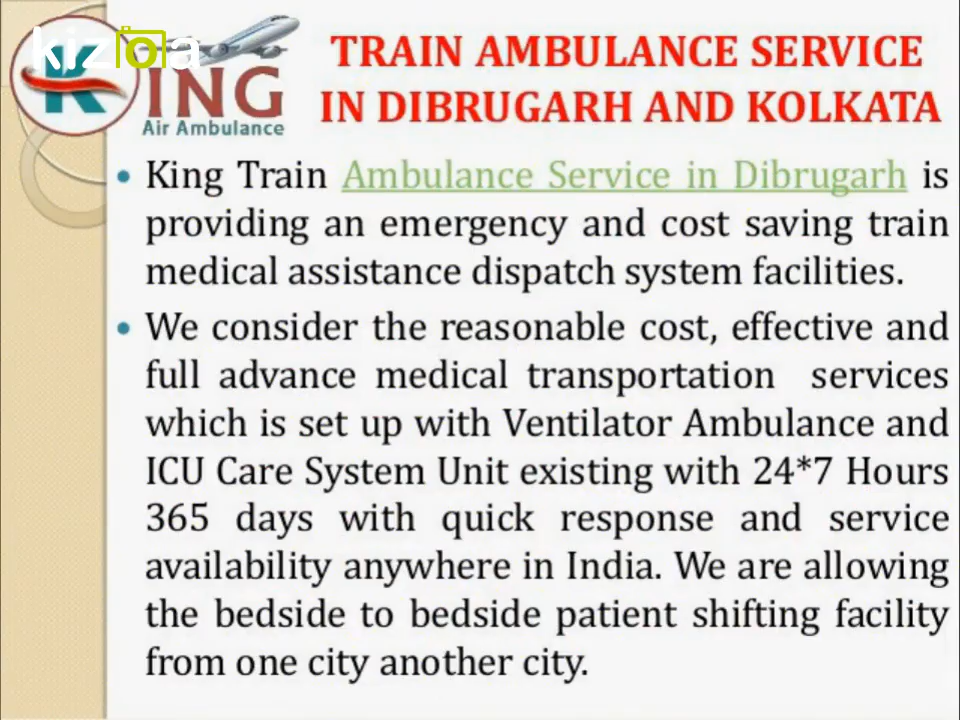 kizoa
KING
Air Ambulance
TRAIN AMBULANCE SERVICE
IN DIBRUGARH AND KOLKATA
• King Train Ambulance Service in Dibrugarh is
providing an emergency and cost saving train
medical assistance dispatch system facilities.
• We consider the reasonable cost, effective and
full advance medical transportation services
which is set up with Ventilator Ambulance and
ICU Care System Unit existing with 24*7 Hours
365 days with quick response and service
availability anywhere in India. We are allowing
the bedside to bedside patient shifting facility
from one city another city.